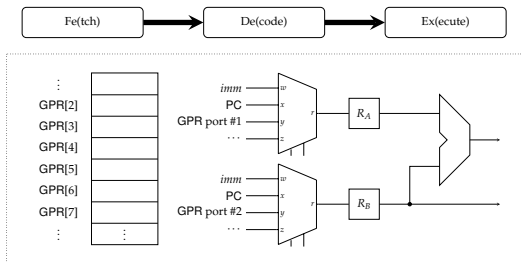 Fe(tch) De(code) Ex(ecute)
⋮
GPR[2]
GPR[3]
GPR[4]
GPR[5]
GPR[6]
GPR[7]
⋮ ⋮
imm w
PC x
GPR port #1 y
⋯ z
r
R_A
imm w
PC x
GPR port #2 y
⋯ z
r
R_B